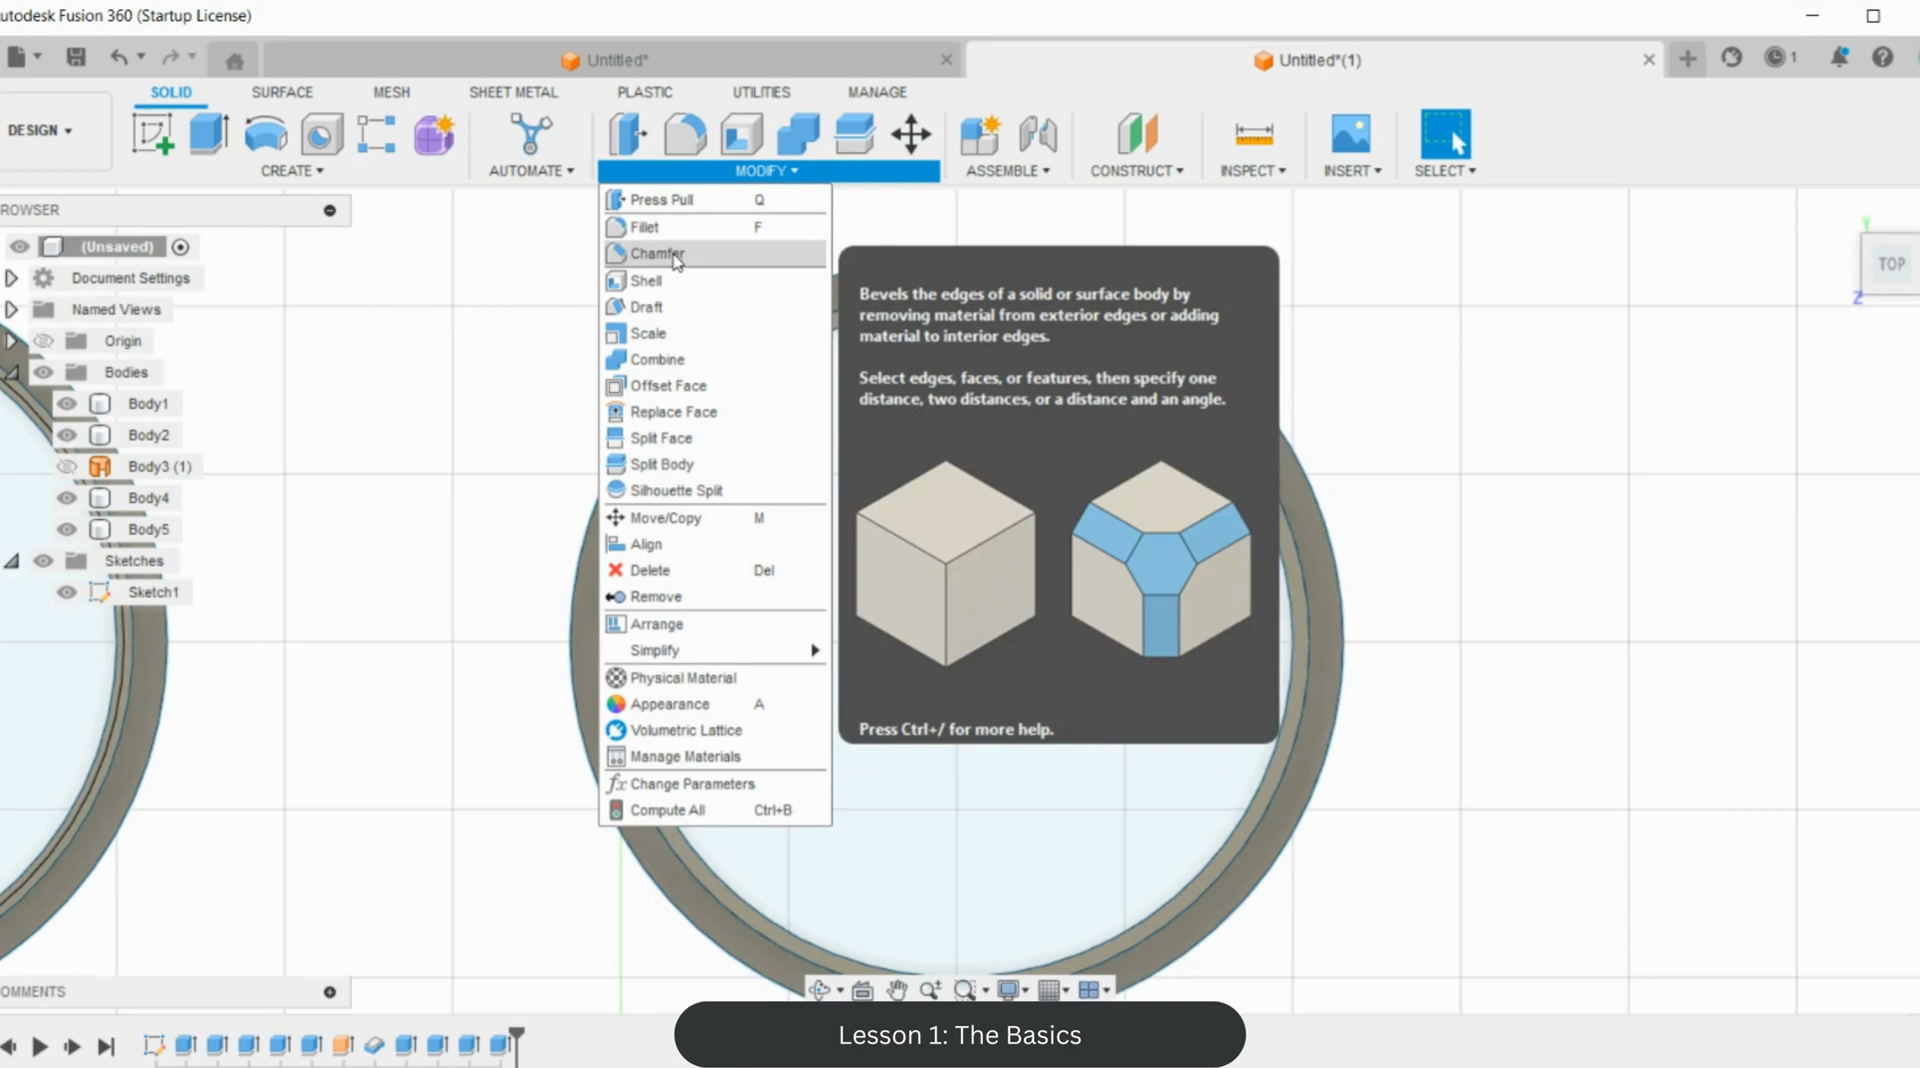 utodesk Fusion 360 (Startup License)
Untitled*
Untitled*(1)
1
SOLID
SURFACE
MESH
SHEET METAL
PLASTIC
UTILITIES
MANAGE
DESIGN
CREATE
AUTOMATE
MODIFY
ASSEMBLE
CONSTRUCT
INSPECT
INSERT
SELECT
ROWSER
(Unsaved)
Document Settings
Named Views
Origin
Bodies
Body1
Body2
Body3 (1)
Body4
Body5
Sketches
Sketch1
Press Pull Q
Fillet F
Chamfer
Shell
Draft
Scale
Combine
Offset Face
Replace Face
Split Face
Split Body
Silhouette Split
Move/Copy M
Align
Delete Del
Remove
Arrange
Simplify
Physical Material
Appearance A
Volumetric Lattice
Manage Materials
fx Change Parameters
Compute All Ctrl+B
Bevels the edges of a solid or surface body by
removing material from exterior edges or adding
material to interior edges.
Select edges, faces, or features, then specify one
distance, two distances, or a distance and an angle.
Press Ctrl+/ for more help.
Y
TOP
Z
OMMENTS
Lesson 1: The Basics